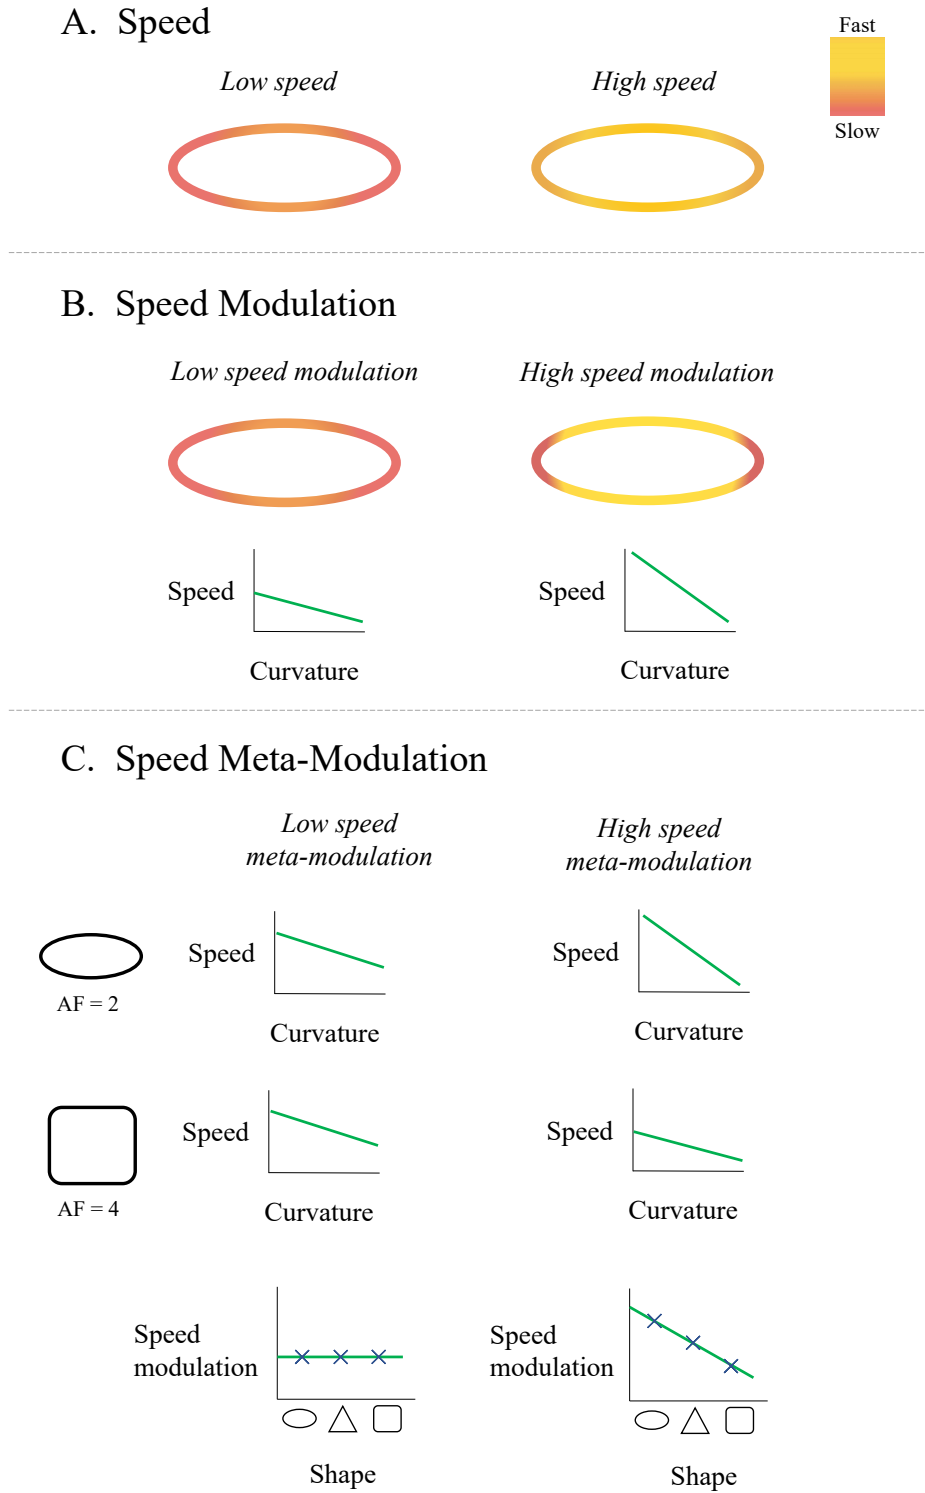 A. Speed
Fast
Slow
Low speed
High speed
B. Speed Modulation
Low speed modulation
High speed modulation
Speed
Curvature
Speed
Curvature
C. Speed Meta-Modulation
Low speed
meta-modulation
High speed
meta-modulation
AF = 2
Speed
Curvature
Speed
Curvature
AF = 4
Speed
Curvature
Speed
Curvature
Speed
modulation
Shape
Speed
modulation
Shape